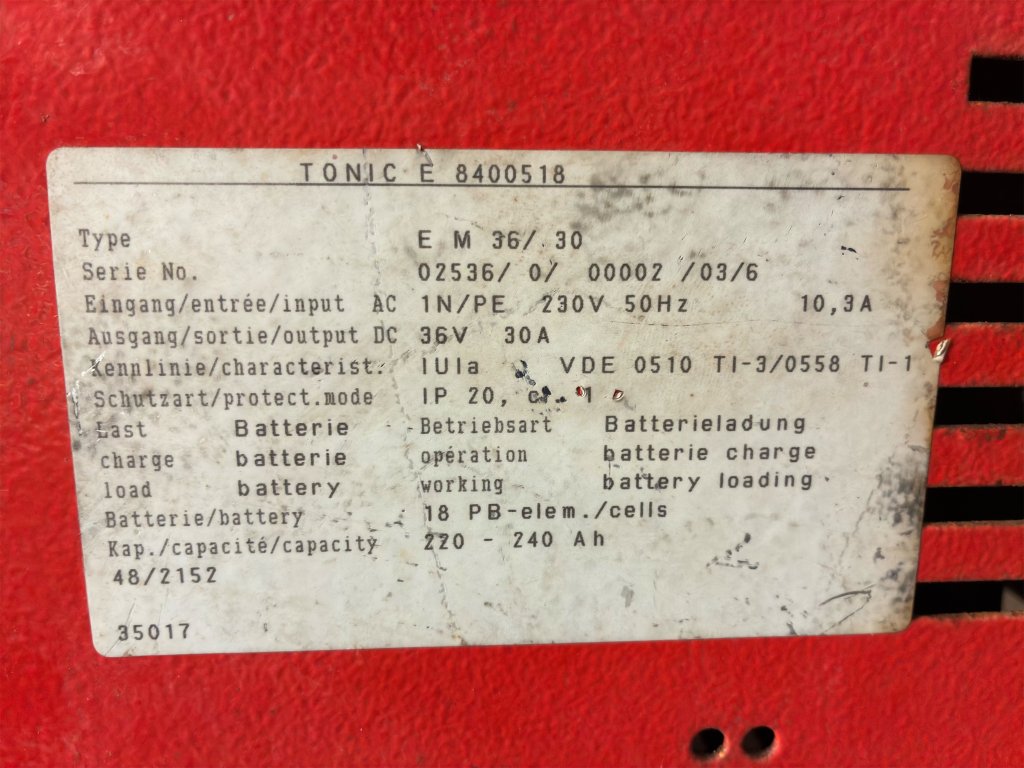 TONIC E 8400518
Type E M 36/ 30
Serie No. 02536/ 0/ 00002 /03/6
Eingang/entrée/input AC 1N/PE 230V 50Hz 10,3A
Ausgang/sortie/output DC 36V 30A
Kennlinie/characterist. IUIa VDE 0510 TI-3/0558 TI-1
Schutzart/protect.mode IP 20, 1
Last Batterie Betriebsart Batterieladung
charge batterie opération batterie charge
load battery working battery loading
Batterie/battery 18 PB-elem./cells
Kap./capacité/capacity 220 - 240 Ah
48/2152
35017